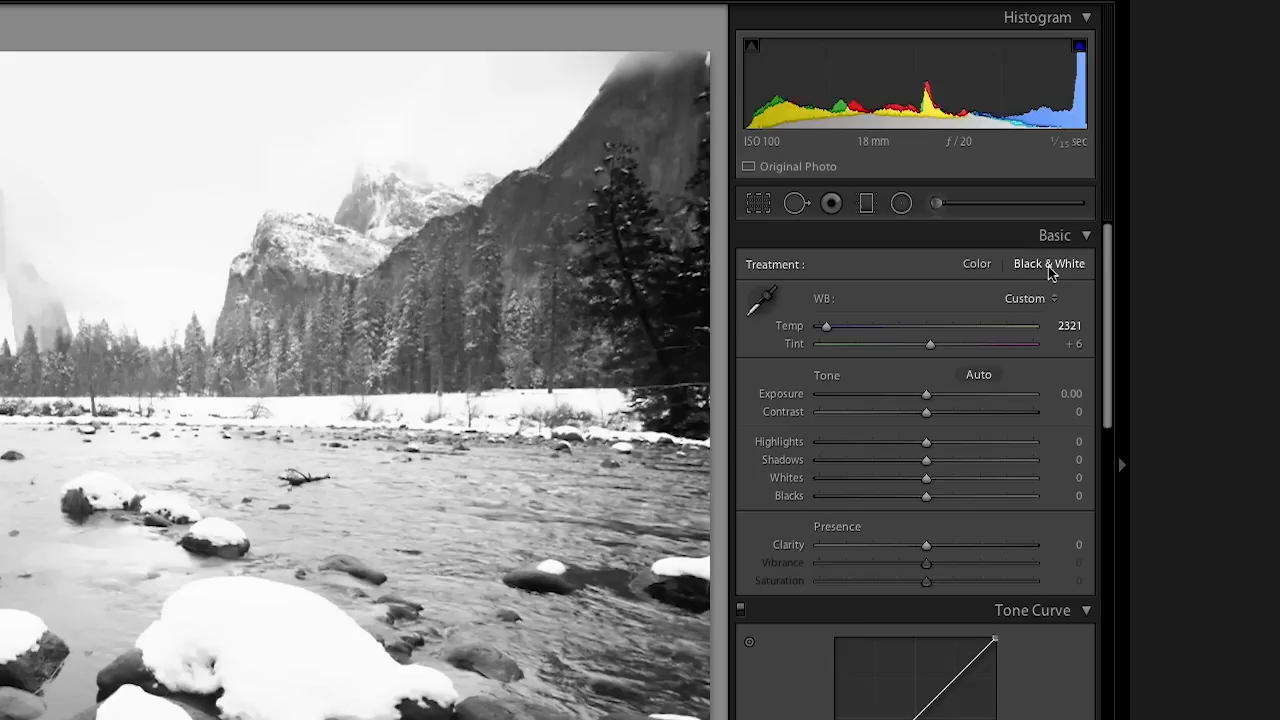 Histogram
ISO 100 18 mm ƒ / 20 1/15 sec
Original Photo
Basic
Treatment : Color Black & White
WB: Custom
Temp 2321
Tint + 6
Tone Auto
Exposure 0.00
Contrast 0
Highlights 0
Shadows 0
Whites 0
Blacks 0
Presence
Clarity 0
Vibrance 0
Saturation 0
Tone Curve